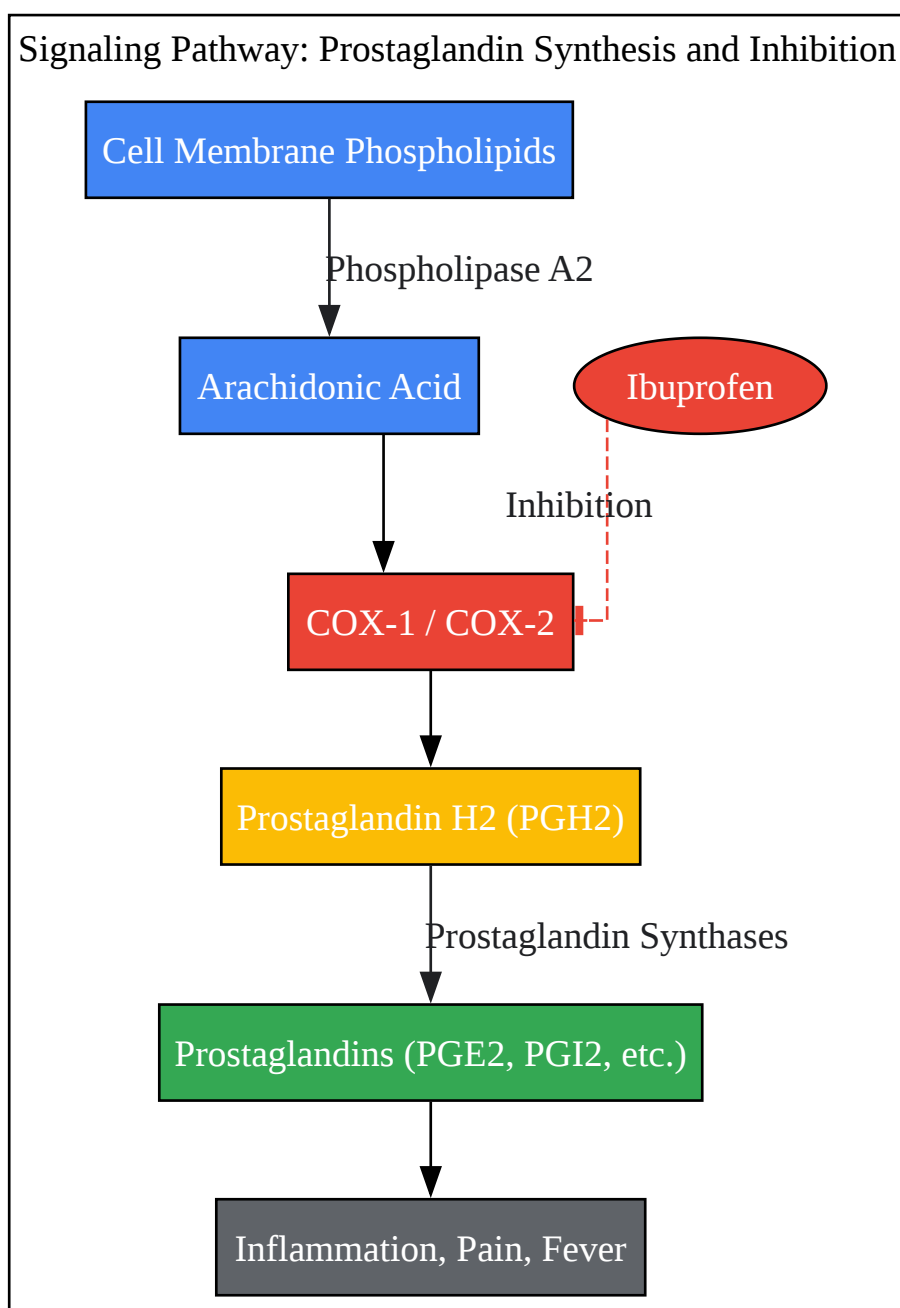 Signaling Pathway: Prostaglandin Synthesis and Inhibition
Cell Membrane Phospholipids
Phospholipase A2
Arachidonic Acid
Ibuprofen
Inhibition
COX-1 / COX-2
Prostaglandin H2 (PGH2)
Prostaglandin Synthases
Prostaglandins (PGE2, PGI2, etc.)
Inflammation, Pain, Fever